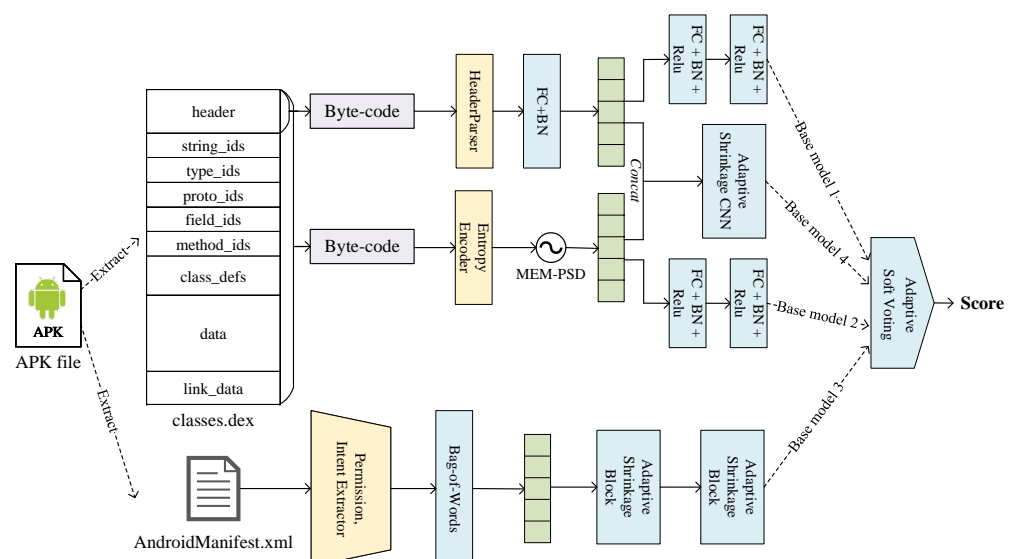 header
string_ids
type_ids
proto_ids
field_ids
method_ids
class_defs
data
link_data
classes.dex
APK
APK file
Extract
Extract
AndroidManifest.xml
Byte-code
HeaderParser
FC+BN
FC + BN +
Relu
FC + BN +
Relu
Base model 1
Concat
Adaptive
Shrinkage CNN
Base model 4
Byte-code
Entropy
Encoder
MEM-PSD
FC + BN +
Relu
FC + BN +
Relu
Base model 2
Permission,
Intent Extractor
Bag-of-Words
Adaptive
Shrinkage
Block
Adaptive
Shrinkage
Block
Base model 3
Adaptive
Soft Voting
Score